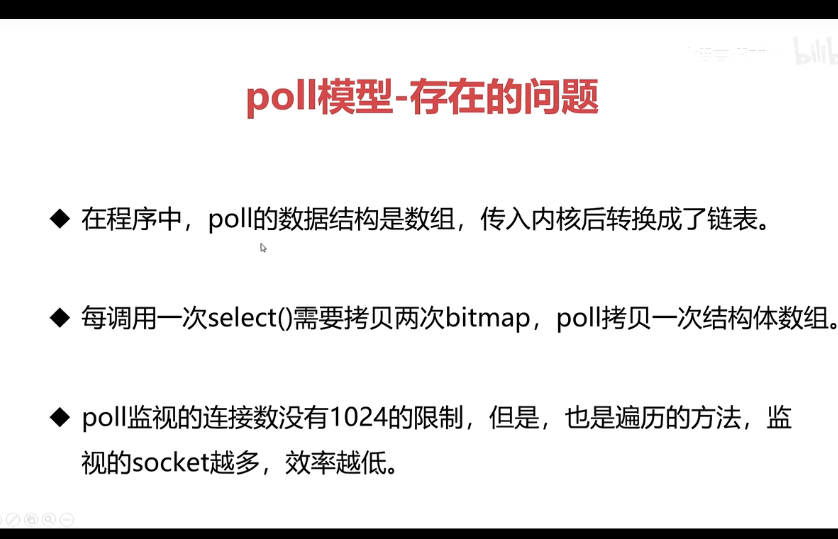 poll模型-存在的问题
在程序中，poll的数据结构是数组，传入内核后转换成了链表。
每调用一次select()需要拷贝两次bitmap，poll拷贝一次结构体数组。
poll监视的连接数没有1024的限制，但是，也是遍历的方法，监
视的socket越多，效率越低。